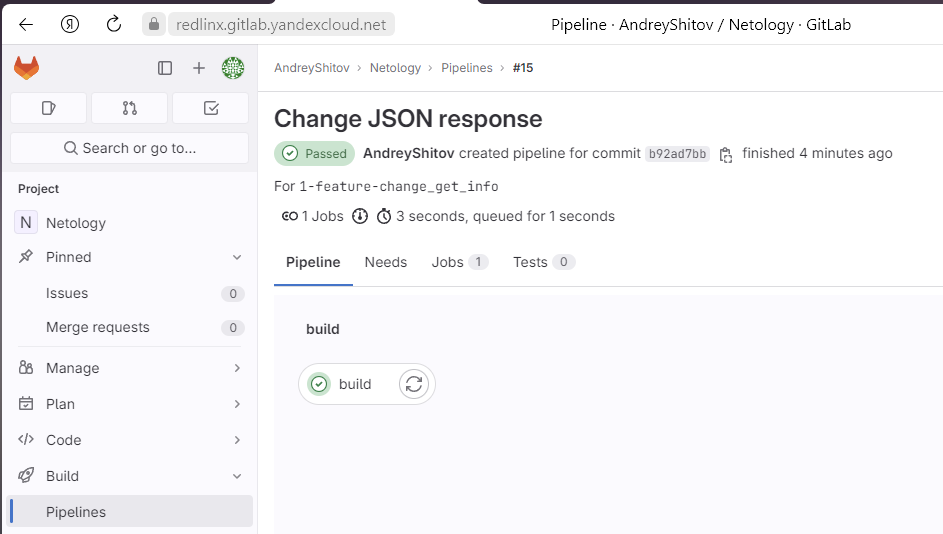 redlinx.gitlab.yandexcloud.net
Pipeline · AndreyShitov / Netology · GitLab
AndreyShitov › Netology › Pipelines › #15
Search or go to...
Project
N Netology
Pinned
Issues 0
Merge requests 0
Manage
Plan
Code
Build
Pipelines
Change JSON response
Passed AndreyShitov created pipeline for commit b92ad7bb finished 4 minutes ago
For 1-feature-change_get_info
1 Jobs 3 seconds, queued for 1 seconds
Pipeline Needs Jobs 1 Tests 0
build
build